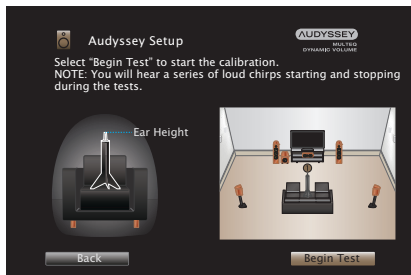 Audyssey Setup
AUDYSSEY
MULTEQ
DYNAMIC VOLUME
Select “Begin Test” to start the calibration.
NOTE: You will hear a series of loud chirps starting and stopping
during the tests.
Ear Height
Back
Begin Test